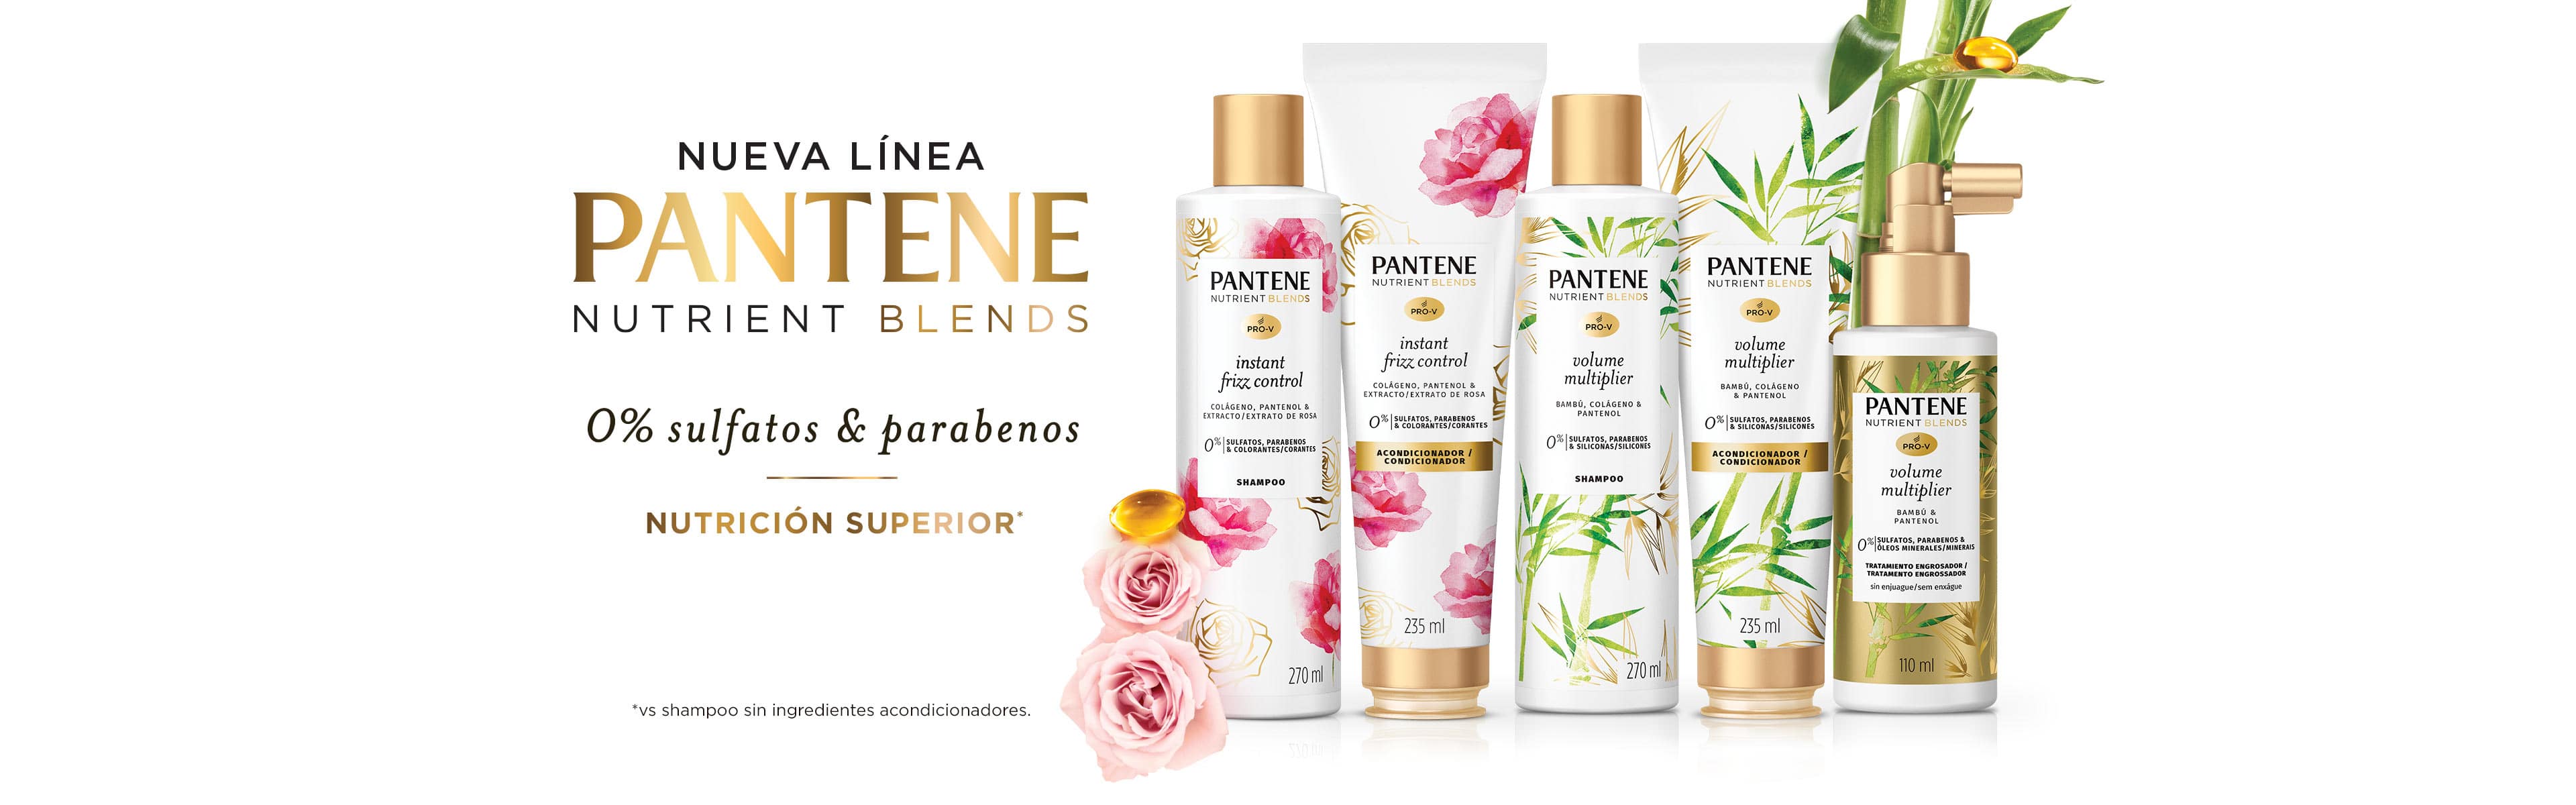 NUEVA LÍNEA
PANTENE
NUTRIENT BLENDS
0% sulfatos & parabenos
NUTRICIÓN SUPERIOR*
*vs shampoo sin ingredientes acondicionadores.
PANTENE
NUTRIENT BLENDS
PRO-V
instant
frizz control
COLÁGENO, PANTENOL &
EXTRACTO/EXTRATO DE ROSA
0% SULFATOS, PARABENOS
& COLORANTES/CORANTES
SHAMPOO
270 ml
PANTENE
NUTRIENT BLENDS
PRO-V
instant
frizz control
COLÁGENO, PANTENOL &
EXTRACTO/EXTRATO DE ROSA
0% SULFATOS, PARABENOS
& COLORANTES/CORANTES
ACONDICIONADOR /
CONDICIONADOR
235 ml
PANTENE
NUTRIENT BLENDS
PRO-V
volume
multiplier
BAMBÚ, COLÁGENO &
PANTENOL
0% SULFATOS, PARABENOS
& SILICONAS/SILICONES
SHAMPOO
270 ml
PANTENE
NUTRIENT BLENDS
PRO-V
volume
multiplier
BAMBÚ, COLÁGENO
& PANTENOL
0% SULFATOS, PARABENOS
& SILICONAS/SILICONES
ACONDICIONADOR /
CONDICIONADOR
235 ml
PANTENE
NUTRIENT BLENDS
PRO-V
volume
multiplier
BAMBÚ &
PANTENOL
0% SULFATOS, PARABENOS &
ÓLEOS MINERALES/MINERAIS
TRATAMIENTO ENGROSADOR /
TRATAMENTO ENGROSSADOR
sin enjuague/sem enxágue
110 ml